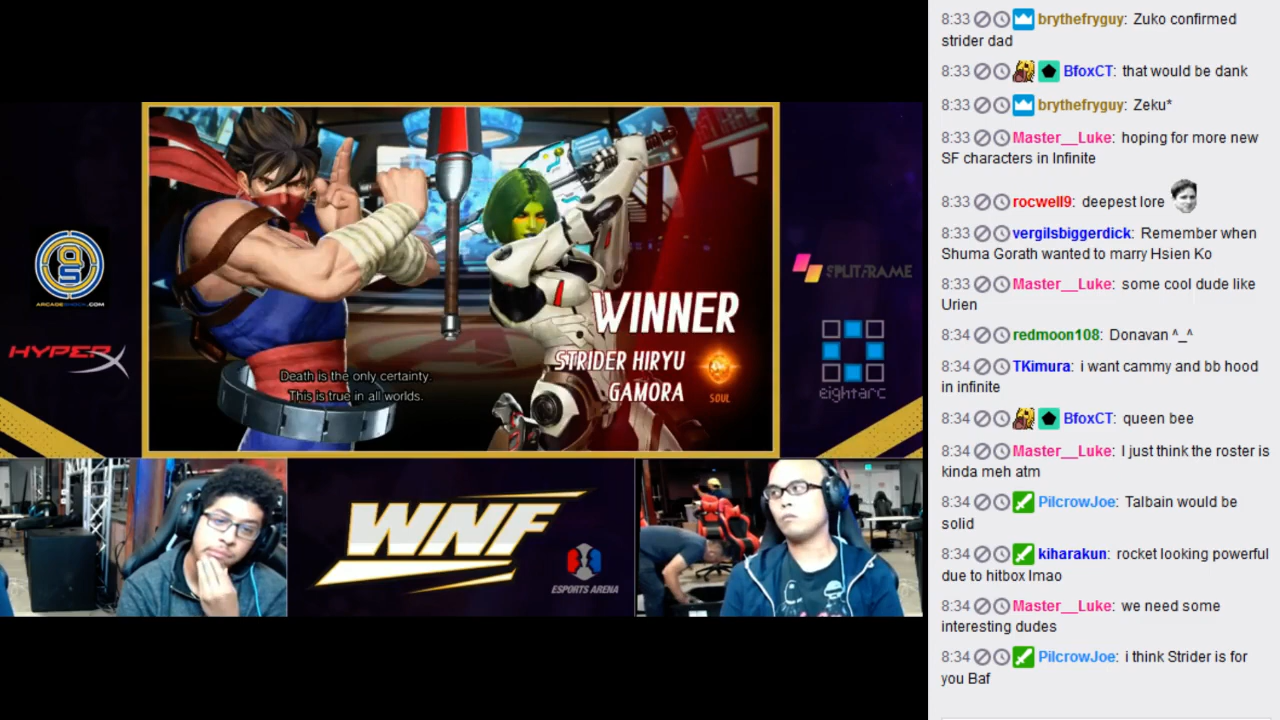 ARCADESHOCK.COM
HYPERX
WINNER
STRIDER HIRYU
GAMORA
SOUL
Death is the only certainty.
This is true in all worlds.
SPLITFRAME
eightarc
WNF
ESPORTS ARENA
8:33 brythefryguy: Zuko confirmed
strider dad
8:33 BfoxCT: that would be dank
8:33 brythefryguy: Zeku*
8:33 Master__Luke: hoping for more new
SF characters in Infinite
8:33 rocwell9: deepest lore
8:33 vergilsbiggerdick: Remember when
Shuma Gorath wanted to marry Hsien Ko
8:33 Master__Luke: some cool dude like
Urien
8:34 redmoon108: Donavan ^_^
8:34 TKimura: i want cammy and bb hood
in infinite
8:34 BfoxCT: queen bee
8:34 Master__Luke: I just think the roster is
kinda meh atm
8:34 PilcrowJoe: Talbain would be
solid
8:34 kiharakun: rocket looking powerful
due to hitbox lmao
8:34 Master__Luke: we need some
interesting dudes
8:34 PilcrowJoe: i think Strider is for
you Baf